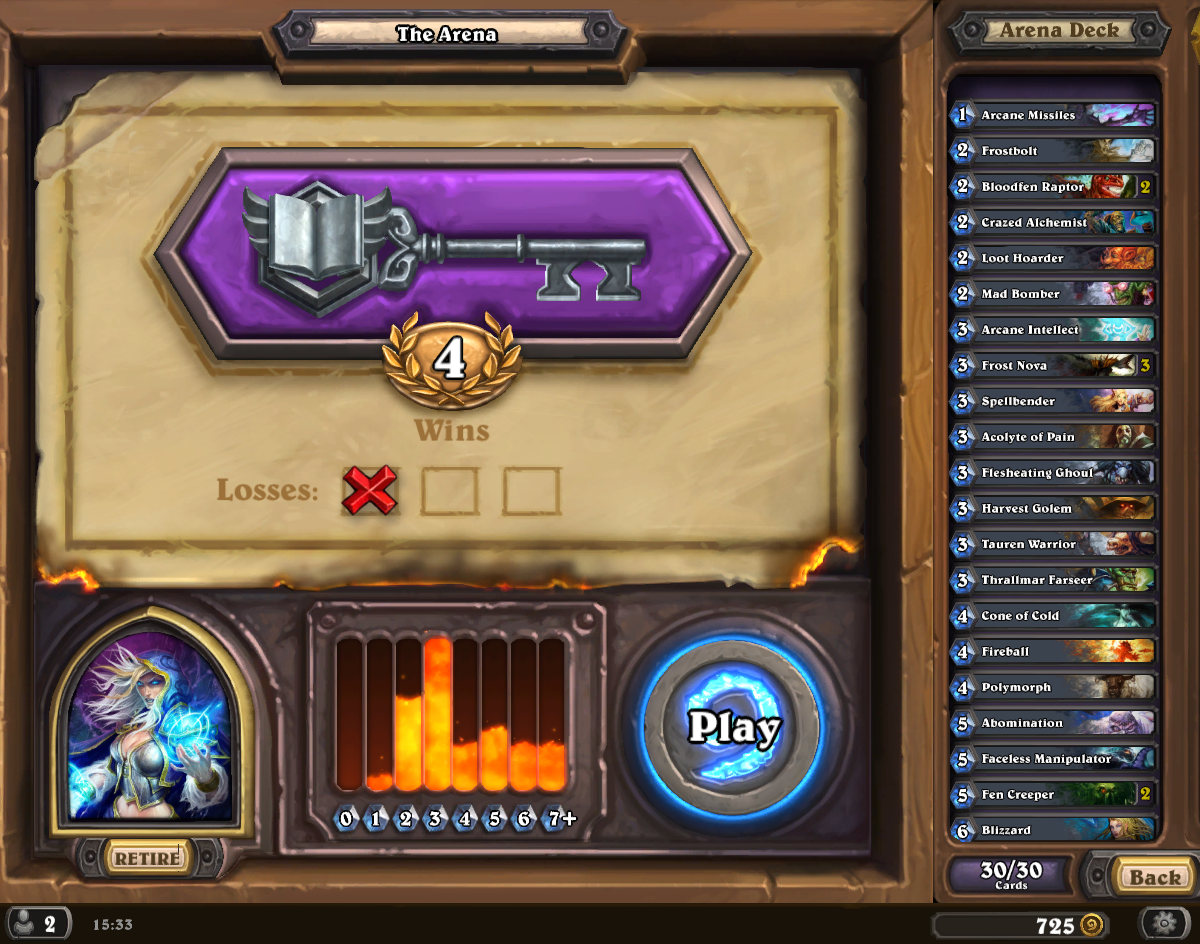 The Arena
4
Wins
Losses:
RETIRE
0 1 2 3 4 5 6 7+
Play
Arena Deck
1 Arcane Missiles
2 Frostbolt
2 Bloodfen Raptor 2
2 Crazed Alchemist
2 Loot Hoarder
2 Mad Bomber
3 Arcane Intellect
3 Frost Nova 3
3 Spellbender
3 Acolyte of Pain
3 Flesheating Ghoul
3 Harvest Golem
3 Tauren Warrior
3 Thrallmar Farseer
4 Cone of Cold
4 Fireball
4 Polymorph
5 Abomination
5 Faceless Manipulator
5 Fen Creeper 2
6 Blizzard
30/30
Cards
Back
2
15:33
725